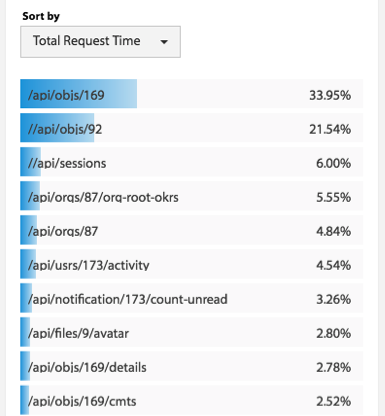 Sort by
Total Request Time
/api/objs/169 33.95%
//api/objs/92 21.54%
//api/sessions 6.00%
/api/orgs/87/org-root-okrs 5.55%
/api/orgs/87 4.84%
/api/usrs/173/activity 4.54%
/api/notification/173/count-unread 3.26%
/api/files/9/avatar 2.80%
/api/objs/169/details 2.78%
/api/objs/169/cmts 2.52%